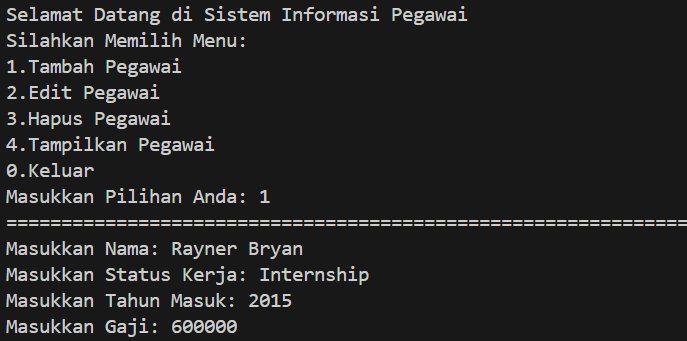 Selamat Datang di Sistem Informasi Pegawai
Silahkan Memilih Menu:
1.Tambah Pegawai
2.Edit Pegawai
3.Hapus Pegawai
4.Tampilkan Pegawai
0.Keluar
Masukkan Pilihan Anda: 1
==============================================================
Masukkan Nama: Rayner Bryan
Masukkan Status Kerja: Internship
Masukkan Tahun Masuk: 2015
Masukkan Gaji: 600000